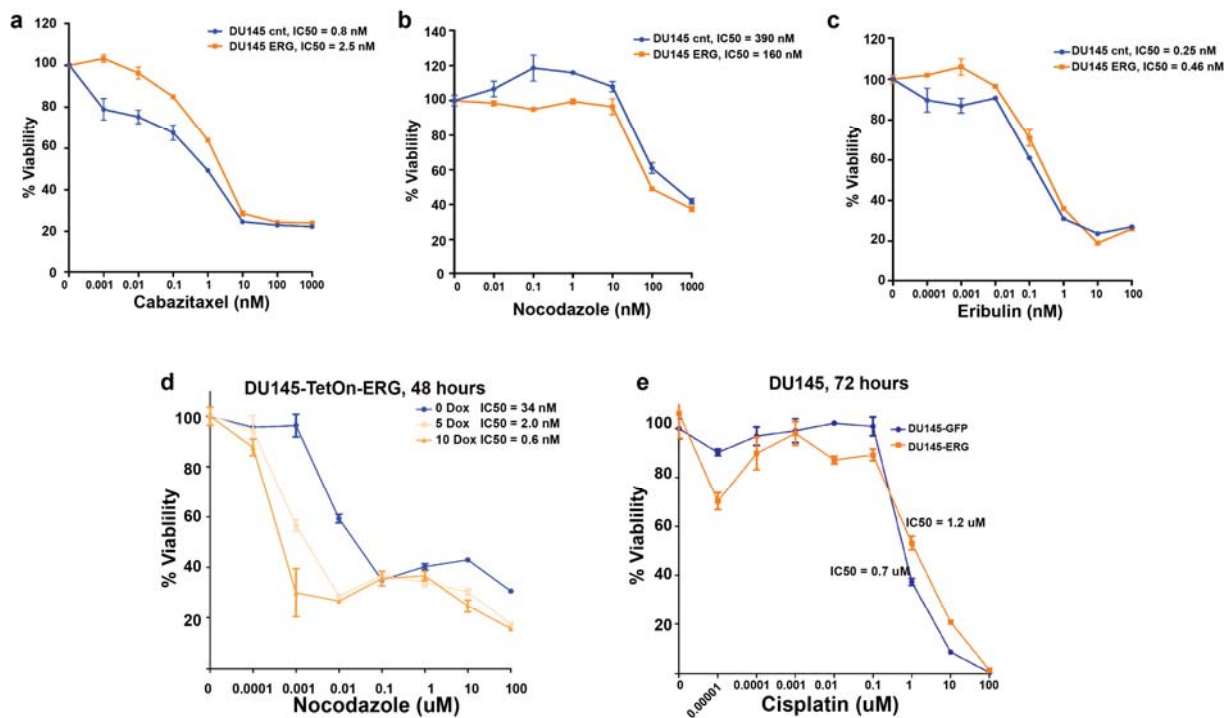 a
DU145 cnt, IC50 = 0.8 nM
DU145 ERG, IC50 = 2.5 nM
120
100
80
60
40
20
0
% Viablility
0 0.001 0.01 0.1 1 10 100 1000
Cabazitaxel (nM)
b
DU145 cnt, IC50 = 390 nM
DU145 ERG, IC50 = 160 nM
140
120
100
80
60
40
20
0
% Viablility
0 0.01 0.1 1 10 100 1000
Nocodazole (nM)
c
DU145 cnt, IC50 = 0.25 nM
DU145 ERG, IC50 = 0.46 nM
120
100
80
60
40
20
0
% Viablility
0 0.0001 0.001 0.01 0.1 1 10 100
Eribulin (nM)
d
DU145-TetOn-ERG, 48 hours
0 Dox IC50 = 34 nM
5 Dox IC50 = 2.0 nM
10 Dox IC50 = 0.6 nM
100
80
60
40
20
% Viablility
0 0.0001 0.001 0.01 0.1 1 10 100
Nocodazole (uM)
e
DU145, 72 hours
DU145-GFP
DU145-ERG
100
80
60
40
20
0
% Viablility
IC50 = 1.2 uM
IC50 = 0.7 uM
0 0.00001 0.0001 0.001 0.01 0.1 1 10 100
Cisplatin (uM)